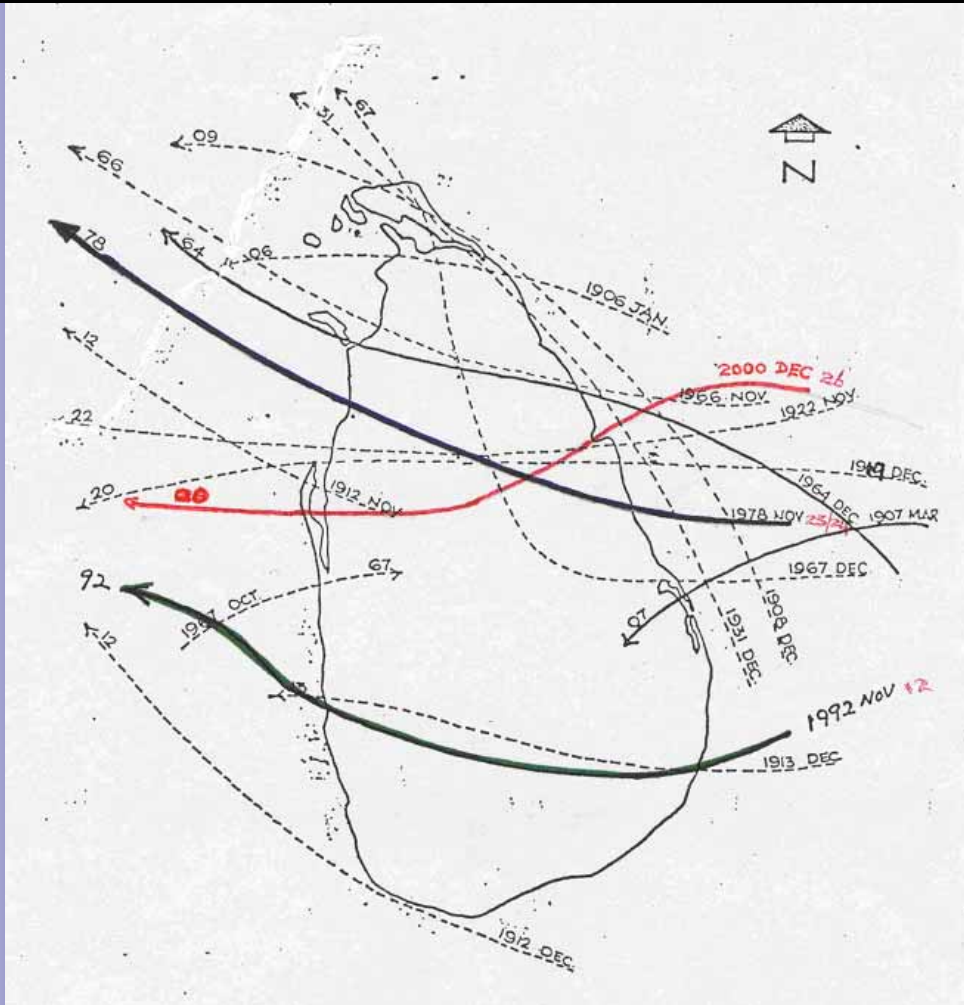 67
31
09
66
N
78
64
06
1906 JAN.
12
2000 DEC 26
1966 NOV.
1922 NOV.
22
1919 DEC.
20
1912 NOV.
1964 DEC
1978 NOV 23/24
1907 MAR
67
1967 DEC
92
1967 OCT.
07
1908 DEC.
1931 DEC.
12
13
1992 NOV 12
1913 DEC
1912 DEC.